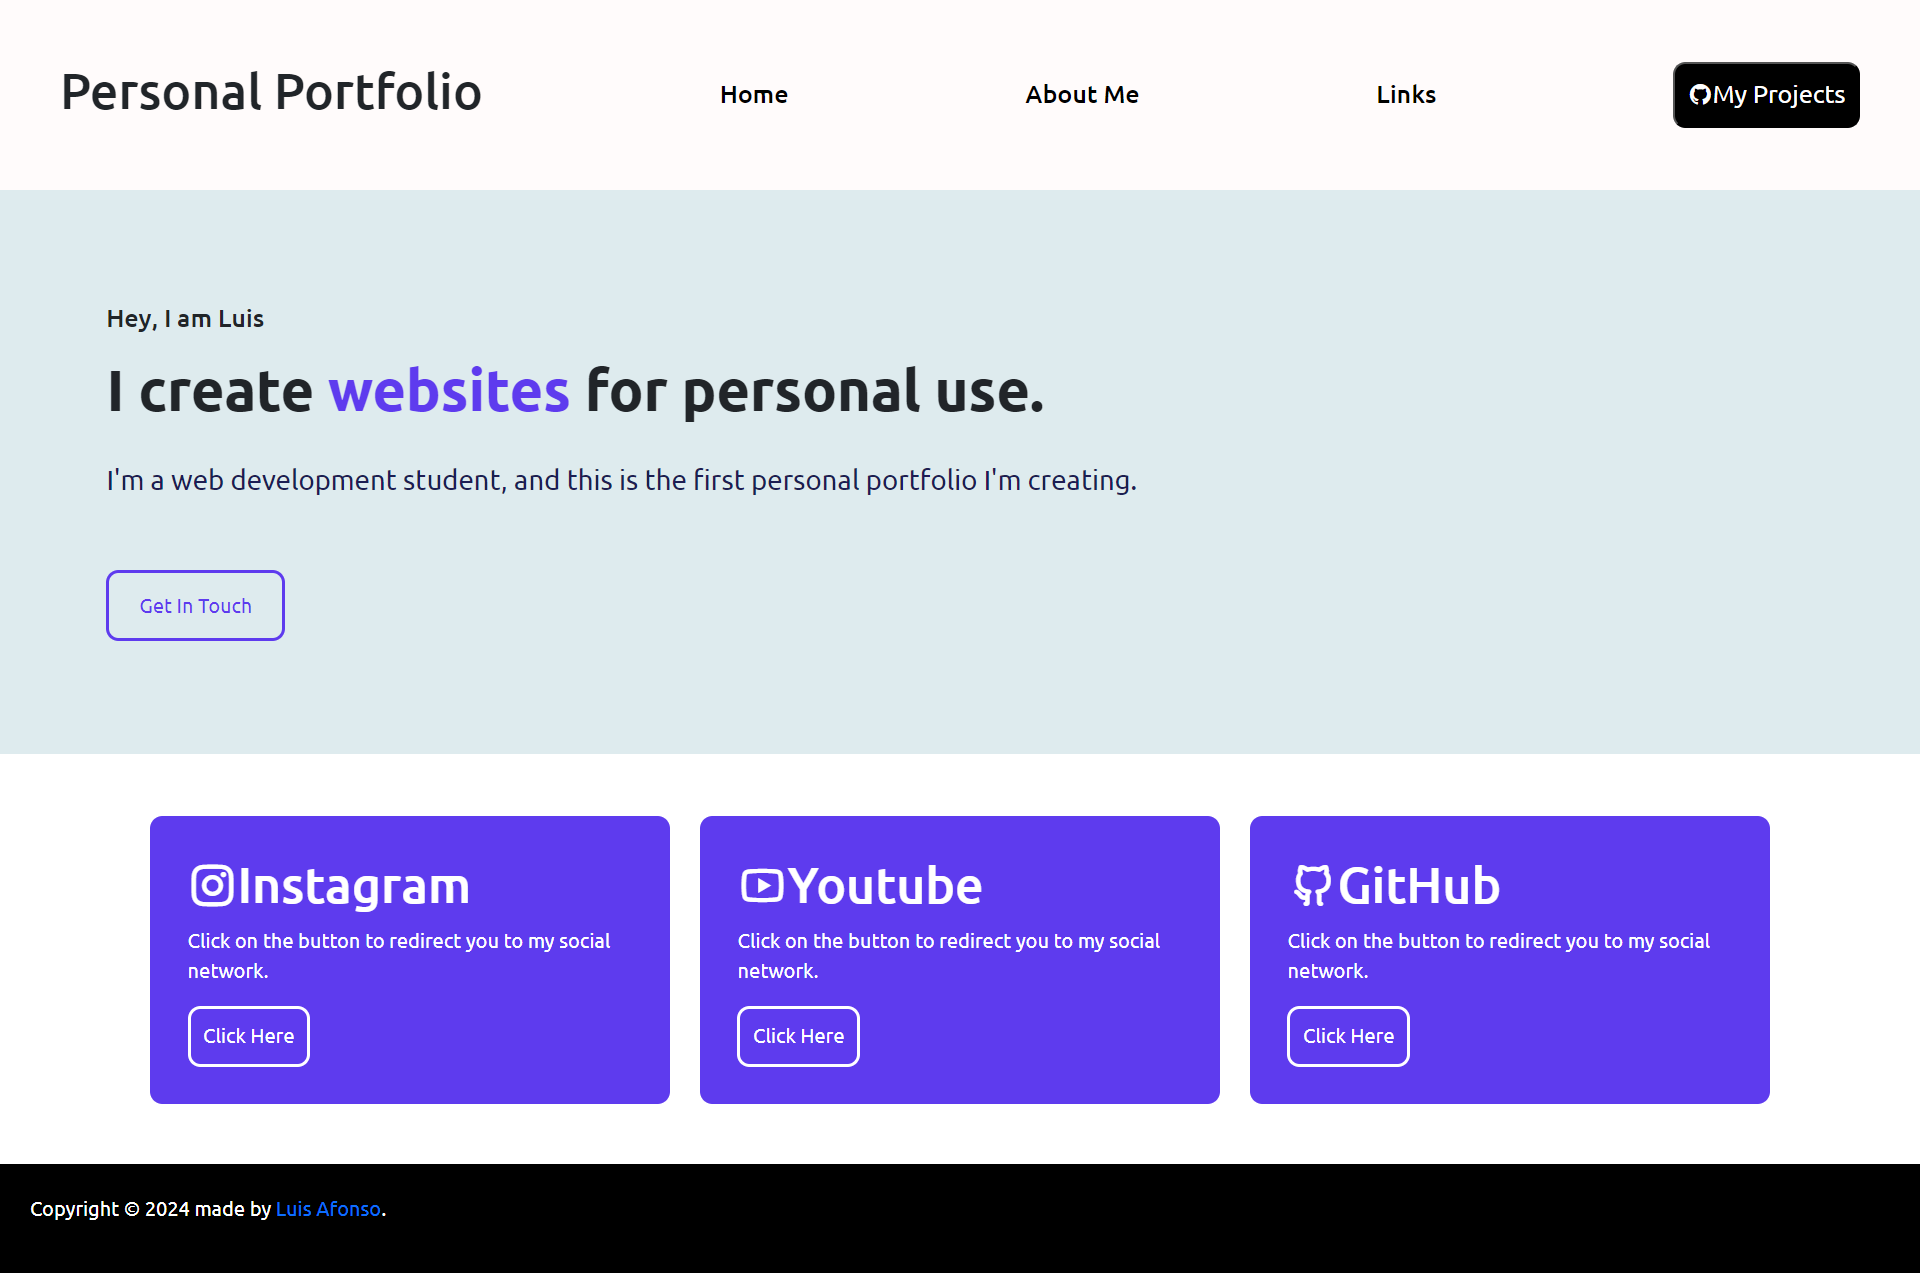 Personal Portfolio
Home
About Me
Links
My Projects
Hey, I am Luis
I create websites for personal use.
I'm a web development student, and this is the first personal portfolio I'm creating.
Get In Touch
Instagram
Click on the button to redirect you to my social
network.
Click Here
Youtube
Click on the button to redirect you to my social
network.
Click Here
GitHub
Click on the button to redirect you to my social
network.
Click Here
Copyright © 2024 made by Luis Afonso.